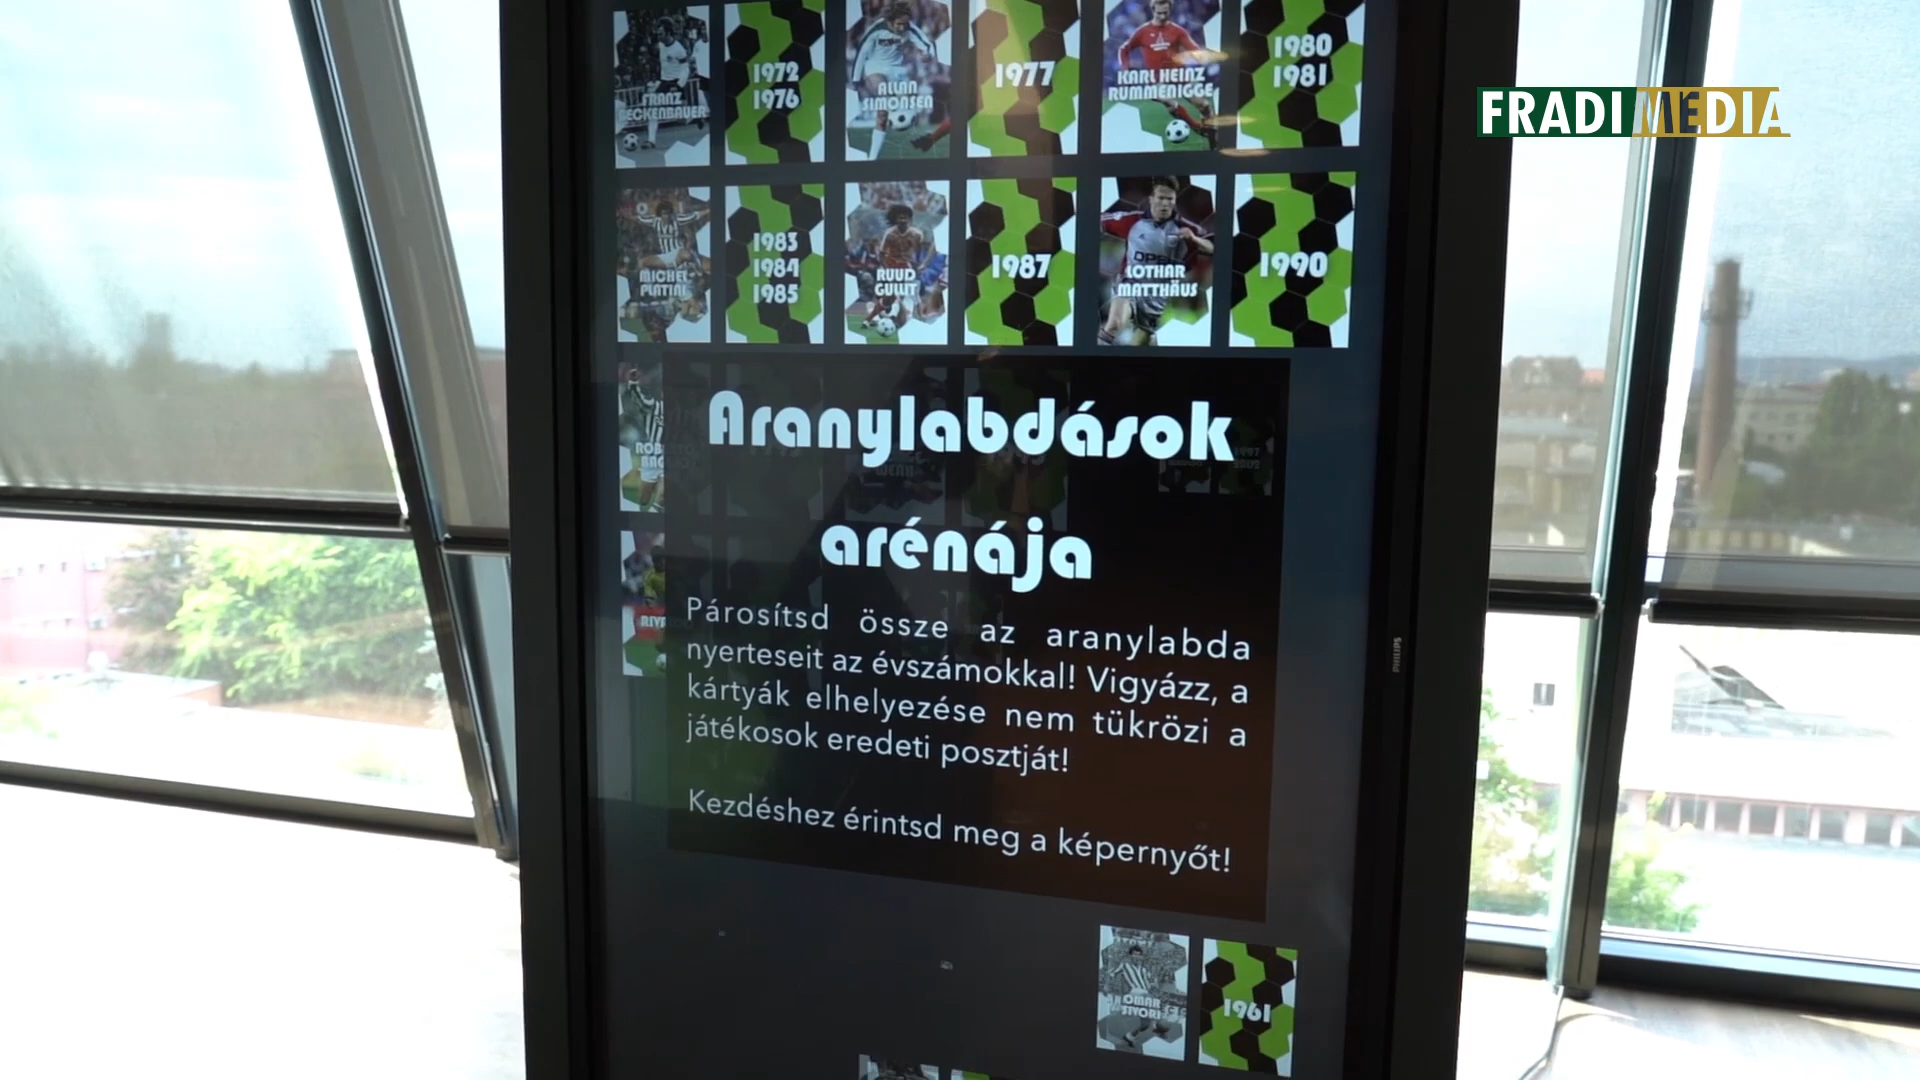 FRADIMEDIA
FRANZ
BECKENBAUER
1972
1976
ALLAN
SIMONSEN
1977
KARL HEINZ
RUMMENIGGE
1980
1981
MICHEL
PLATINI
1983
1984
1985
RUUD
GULLIT
1987
LOTHAR
MATTHÄUS
OPEL
1990
Aranylabdások
arénája
Párosítsd össze az aranylabda
nyerteseit az évszámokkal! Vigyázz, a
kártyák elhelyezése nem tükrözi a
játékosok eredeti posztját!
Kezdéshez érintsd meg a képernyőt!
PHILIPS
OMAR
SIVORI
1961